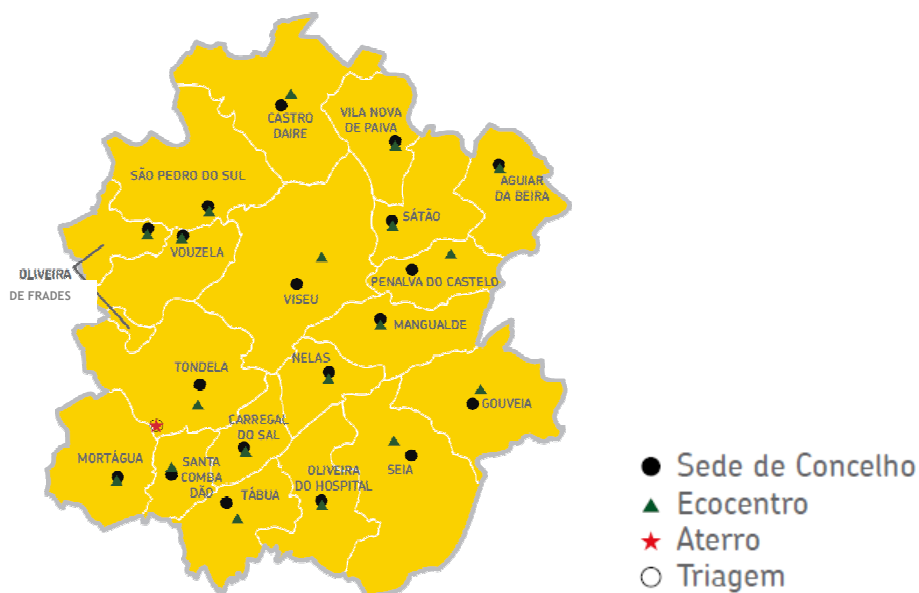 CASTRO
DAIRE
VILA NOVA
DE PAIVA
AGUIAR
DA BEIRA
SÃO PEDRO DO SUL
SÁTÃO
VOUZELA
OLIVEIRA
DE FRADES
PENALVA DO CASTELO
VISEU
MANGUALDE
NELAS
TONDELA
GOUVEIA
CARREGAL
DO SAL
MORTÁGUA
SANTA
COMBA
DÃO
OLIVEIRA
DO HOSPITAL
SEIA
TÁBUA
Sede de Concelho
Ecocentro
Aterro
Triagem